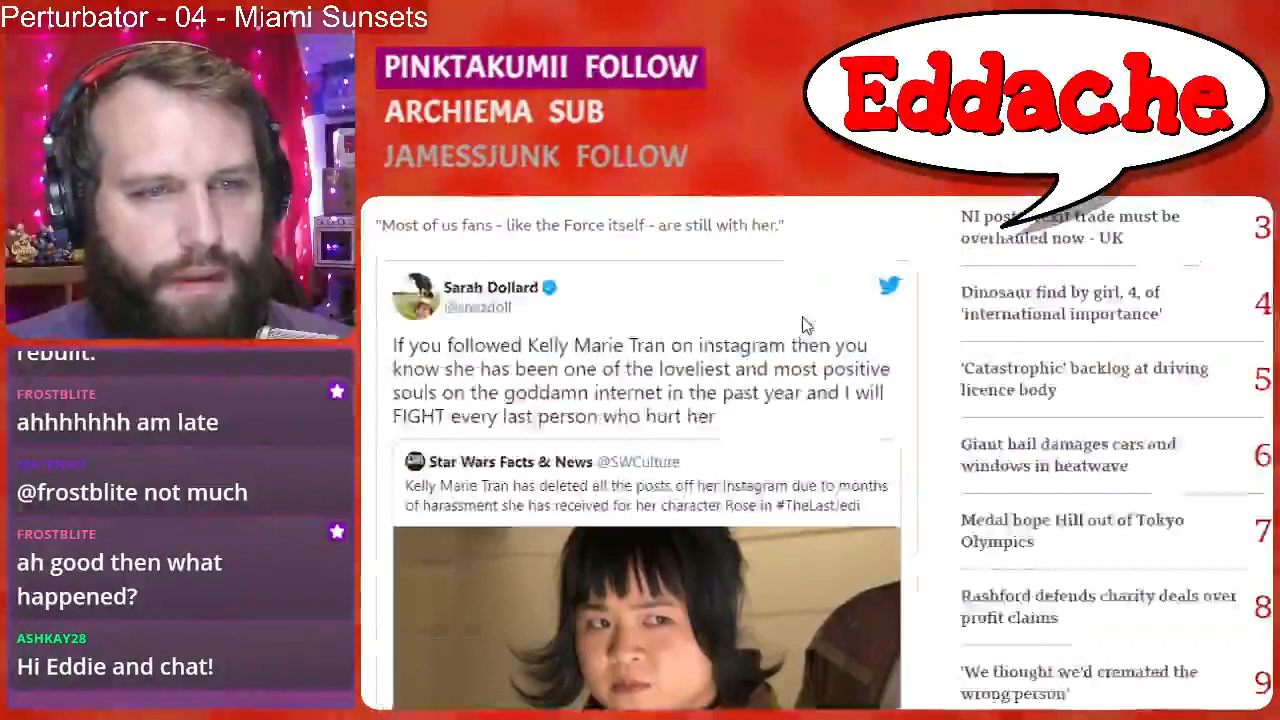 Perturbator - 04 - Miami Sunsets
PINKTAKUMII FOLLOW
ARCHIEMA SUB
JAMESSJUNK FOLLOW
Eddache
rebuilt.
FROSTBLITE
ahhhhhhh am late
@frostblite not much
FROSTBLITE
ah good then what
happened?
ASHKAY28
Hi Eddie and chat!
"Most of us fans - like the Force itself - are still with her."
Sarah Dollard
If you followed Kelly Marie Tran on instagram then you
know she has been one of the loveliest and most positive
souls on the goddamn internet in the past year and I will
FIGHT every last person who hurt her
Star Wars Facts & News @SWCulture
Kelly Marie Tran has deleted all the posts off her Instagram due to months
of harassment she has received for her character Rose in #TheLastJedi
NI trade must be
overhauled now - UK
3
Dinosaur find by girl, 4, of
'international importance'
4
'Catastrophic' backlog at driving
licence body
5
Giant hail damages cars and
windows in heatwave
6
Medal hope Hill out of Tokyo
Olympics
7
Rashford defends charity deals over
profit claims
8
'We thought we'd cremated the
wrong person'
9